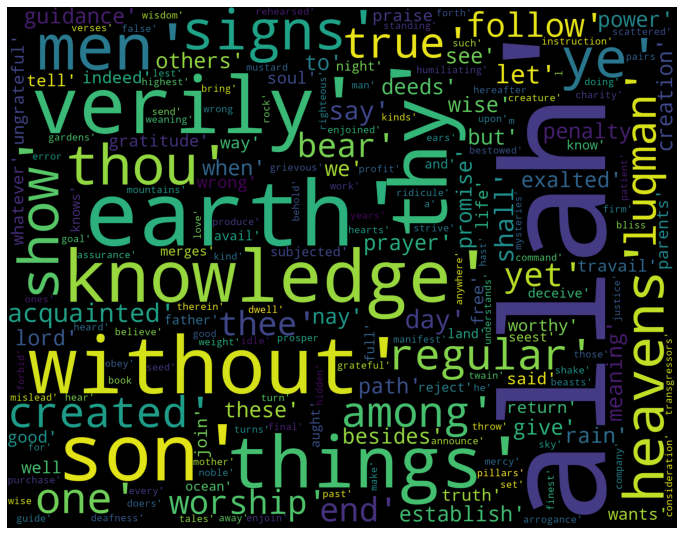 guidance'
men'
signs'
true'
follow'
ye'
power'
wisdom'
verses'
false'
rehearsed'
standing'
forth'
praise
such'
instruction'
scattered'
pairs'
others'
to'
night'
see'
let'
tell'
indeed'
lest'
highest'
mustard
soul'
humiliating'
hereafter
i'
doing'
creation'
verily'
bring'
wrong'
send'
weaning'
rock'
righteous'
man'
say'
deeds'
wise'
creature'
charity'
ungrateful'
gardens'
enjoined'
kinds'
but'
upon'
m
penalty
know'
error
way'
gratitude'
bear'
ears'
bestowed'
whatever'
mountains'
when'
we'
grievous'
profit'
and'
patient'
thou'
thy'
exalted'
firm'
knows'
wrong'
promise'
work'
a'
ridicule'
life'
bliss
show'
earth'
love'
produce'
behold'
years'
strive'
mysteries'
shall'
parents'
goal'
avail'
prayer'
hast'
command'
assurance'
kind'
merges'
subjected'
hearts'
free'
understands'
yet'
travail'
ones'
knowledge'
anywhere'
deceive'
justice'
luqman'
acquainted'
therein'
dwell'
thee'
nay'
day'
land'
worthy'
seest'
beasts'
lord'
heard'
believe'
father'
good'
prosper
manifest'
those'
shake'
transgressors'
forbid'
weight'
idle'
full'
said'
meaning'
without'
obey'
grateful'
hidden'
regular'
allah'
heavens'
mislead'
hear'
book'
seed'
turn'
path'
reject'
twain'
he'
created'
these'
among'
return'
sky'
good'
join'
turns'
final'
aught'
besides'
announce'
throw'
give'
rain'
for'
son'
mother'
noble'
mercy'
pillars'
company'
consideration'
well
ocean'
make'
truth'
set'
finest'
purchase'
every'
past'
things'
one'
worship'
end'
wants'
wise
doers'
guide'
deafness'
tales'
away'
enjoin'
establish'
arrogance'